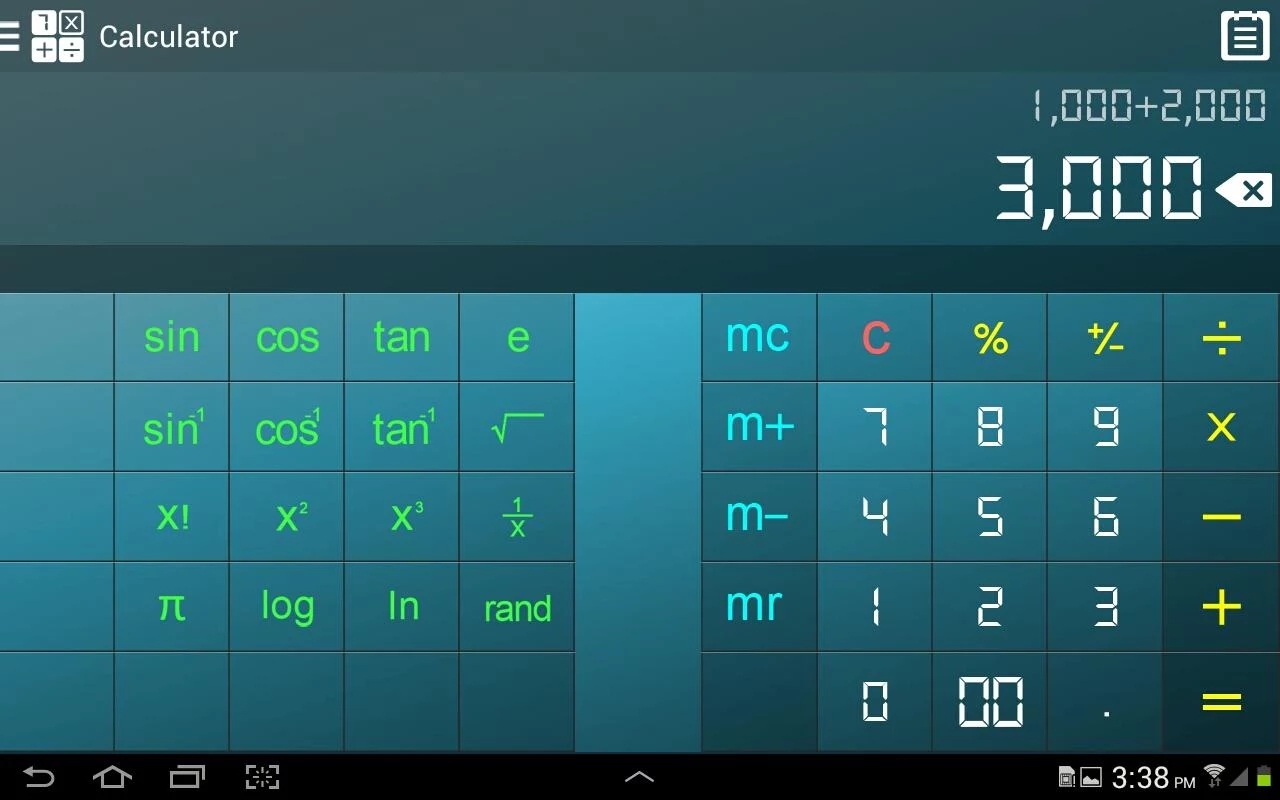 Calculator
1,000+2,000
3,000
sin cos tan e mc C % +/- ÷
sin⁻¹ cos⁻¹ tan⁻¹ √ m+ 7 8 9 x
x! x² x³ 1/x m− 4 5 6 −
π log ln rand mr 1 2 3 +
0 00 . =
3:38 PM